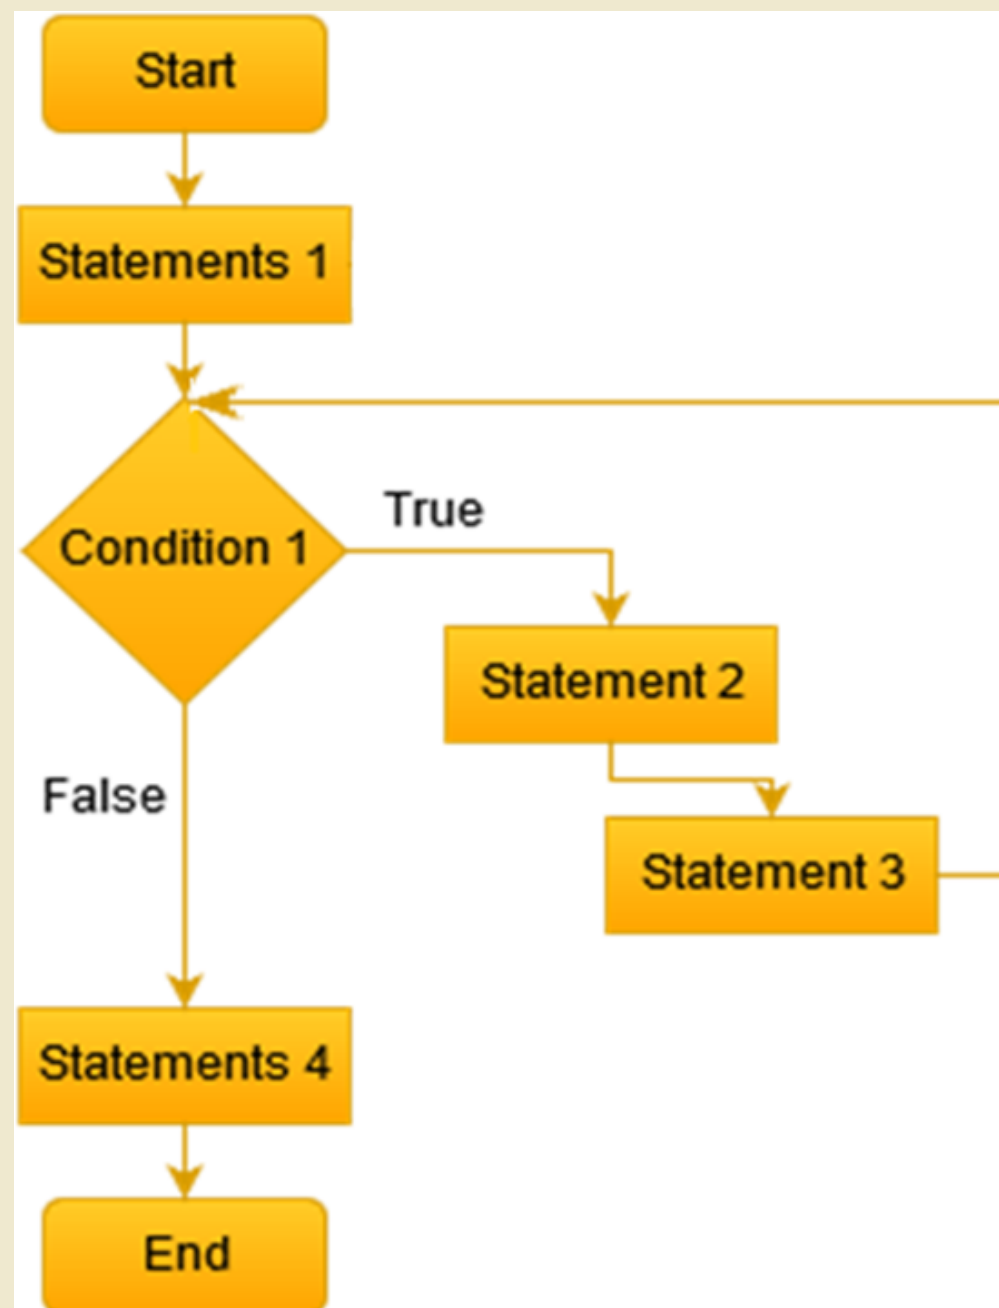 Start
Statements 1
Condition 1
True
Statement 2
False
Statement 3
Statements 4
End